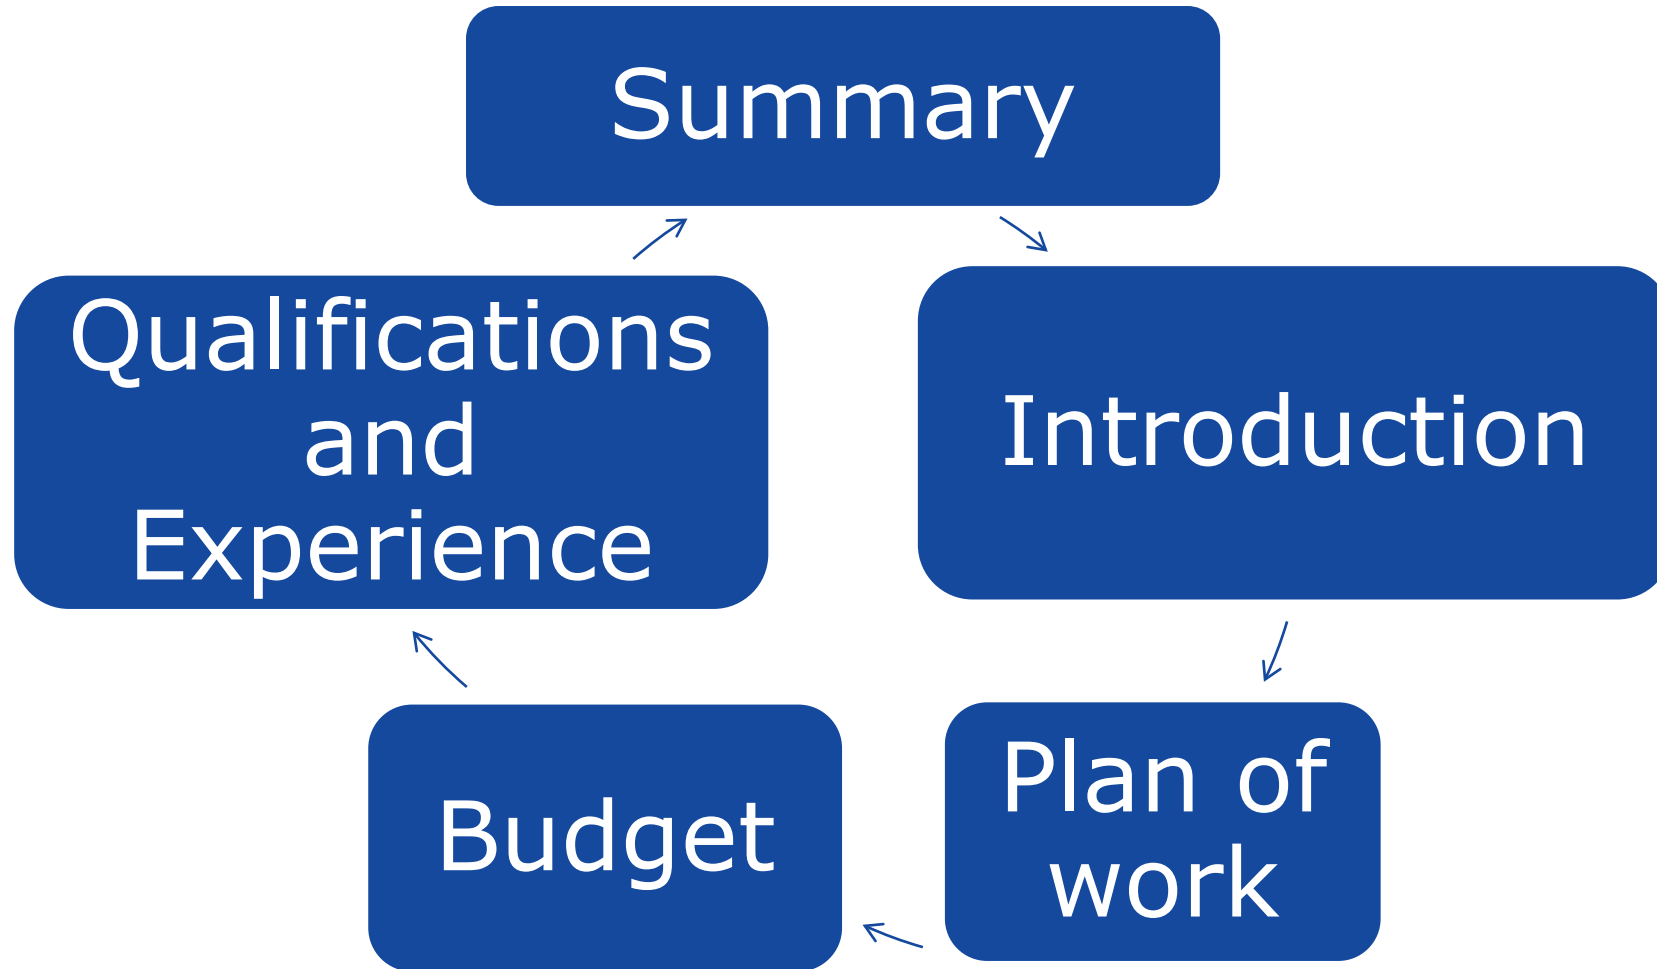 Summary
Introduction
Plan of
work
Budget
Qualifications
and
Experience